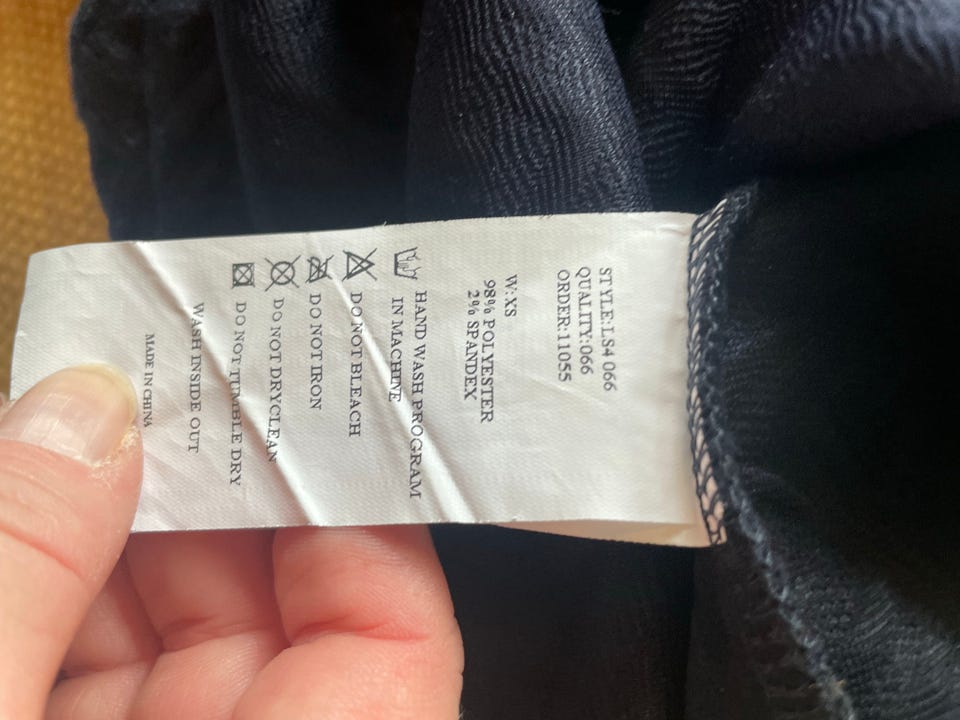 STYLE:LS4 066
QUALITY:066
ORDER:11055
W:XS
98% POLYESTER
2% SPANDEX
HAND WASH PROGRAM
IN MACHINE
DO NOT BLEACH
DO NOT IRON
DO NOT DRYCLEAN
DO NOT TUMBLE DRY
WASH INSIDE OUT
MADE IN CHINA